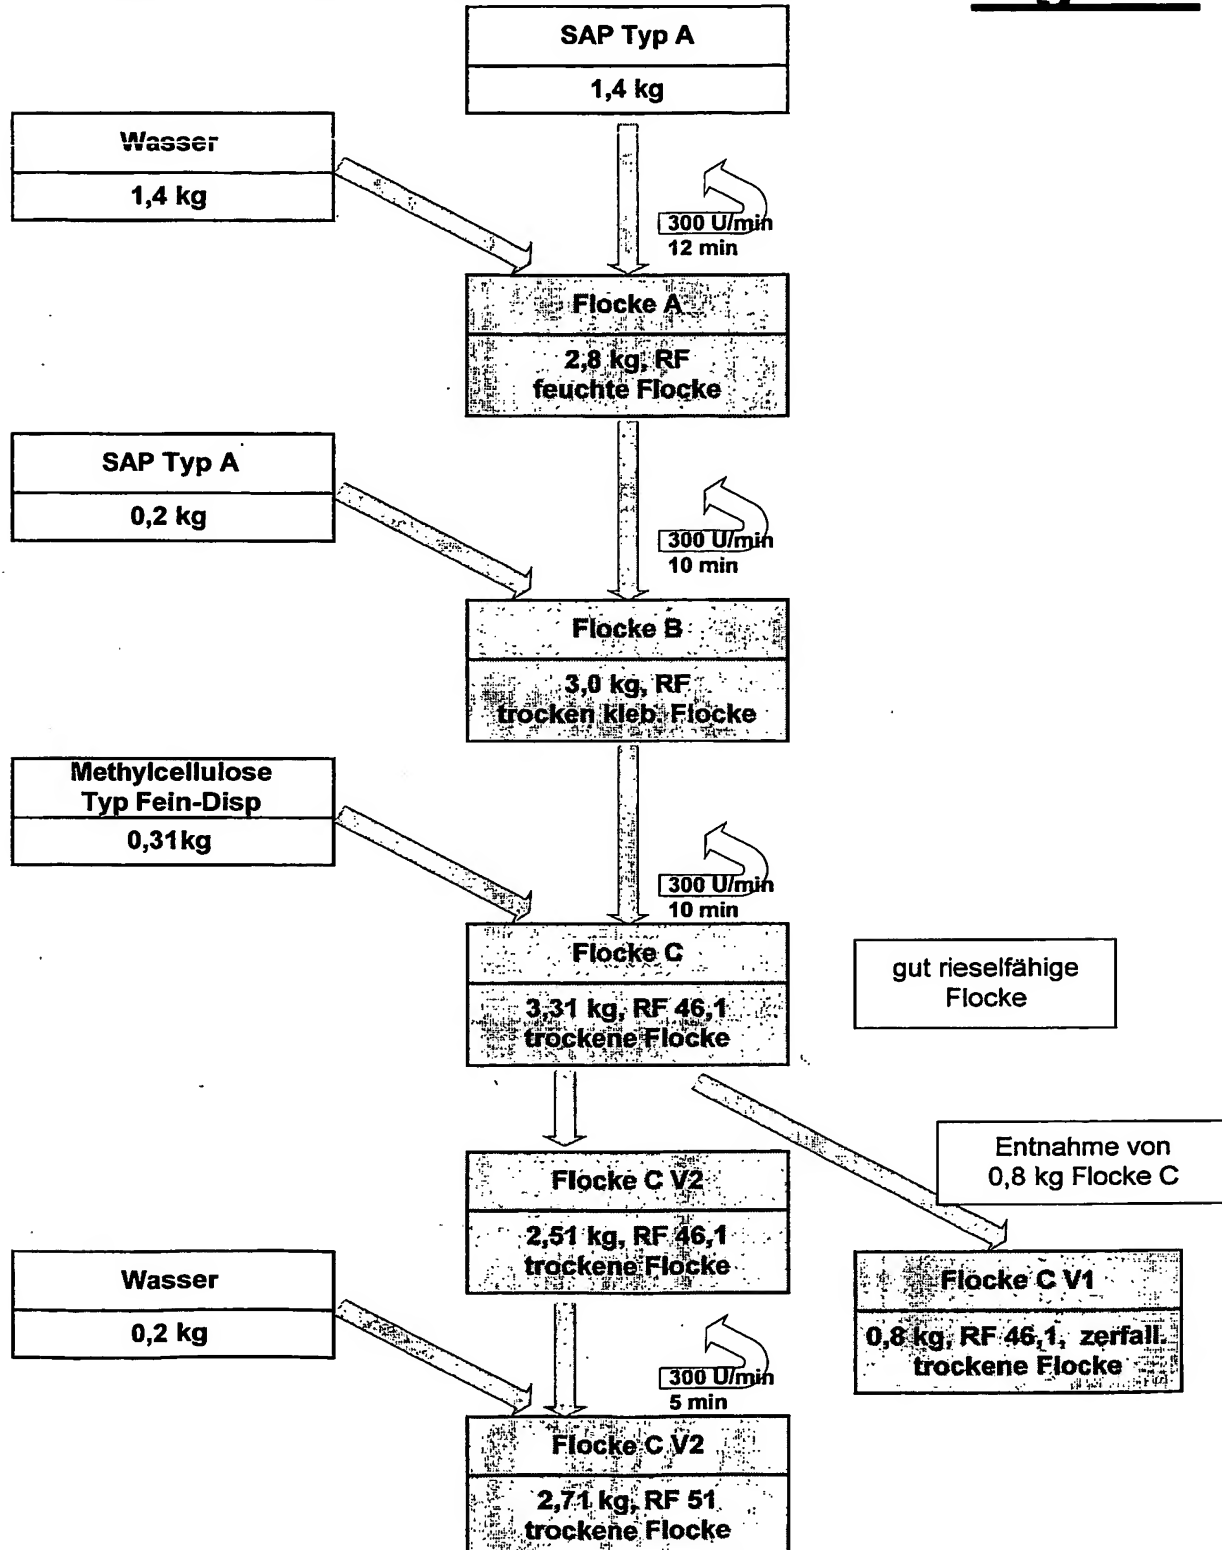 SAP Typ A
1,4 kg
Wasser
1,4 kg
300 U/min
12 min
Flocke A
2,8 kg, RF
feuchte Flocke
SAP Typ A
0,2 kg
300 U/min
10 min
Flocke B
3,0 kg, RF
trocken kleb. Flocke
Methylcellulose
Typ Fein-Disp
0,31kg
300 U/min
10 min
Flocke C
3,31 kg, RF 46,1
trockene Flocke
gut rieselfähige
Flocke
Entnahme von
0,8 kg Flocke C
Flocke C V2
2,51 kg, RF 46,1
trockene Flocke
Flocke C V1
0,8 kg, RF 46,1, zerfall.
trockene Flocke
Wasser
0,2 kg
300 U/min
5 min
Flocke C V2
2,71 kg, RF 51
trockene Flocke